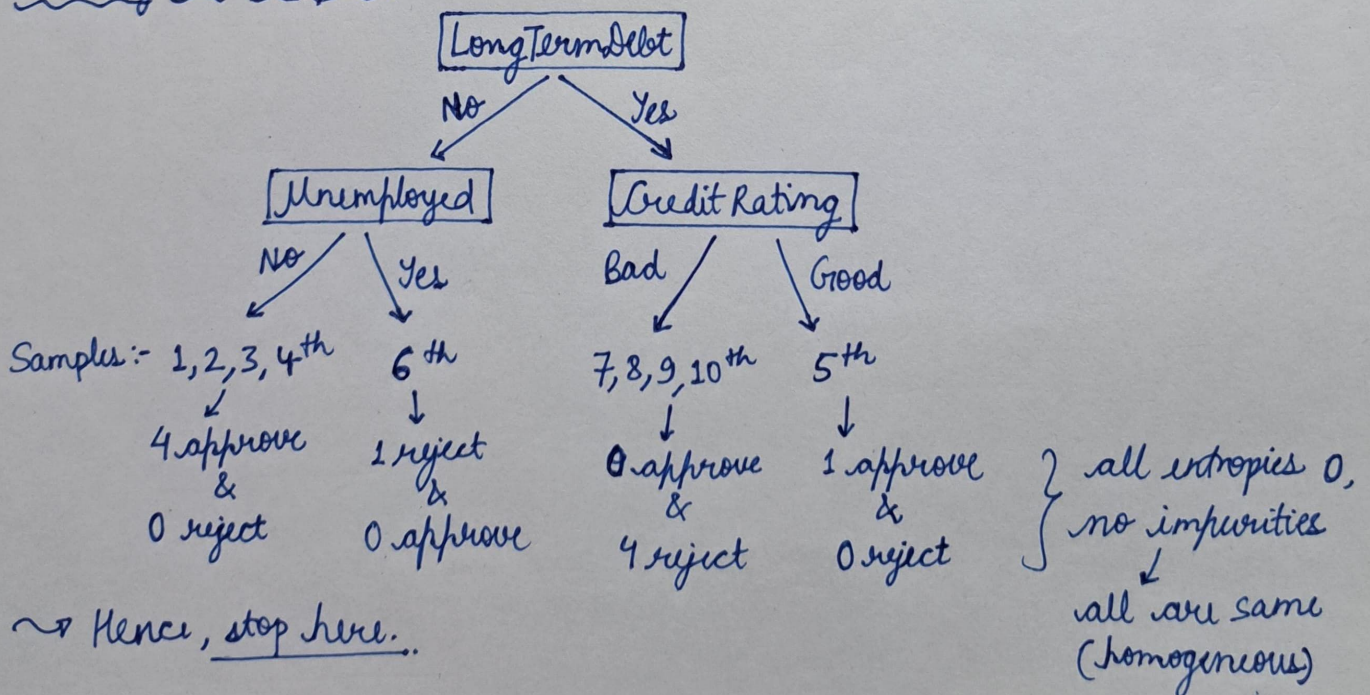 LongTermDebt
No Yes
Unemployed CreditRating
No Yes Bad Good
Samples:- 1,2,3,4th 6th 7,8,9,10th 5th
4 approve 1 reject 0 approve 1 approve
& & & &
0 reject 0 approve 4 reject 0 reject
all entropies 0,
no impurities
all are same
(homogeneous)
Hence, stop here.